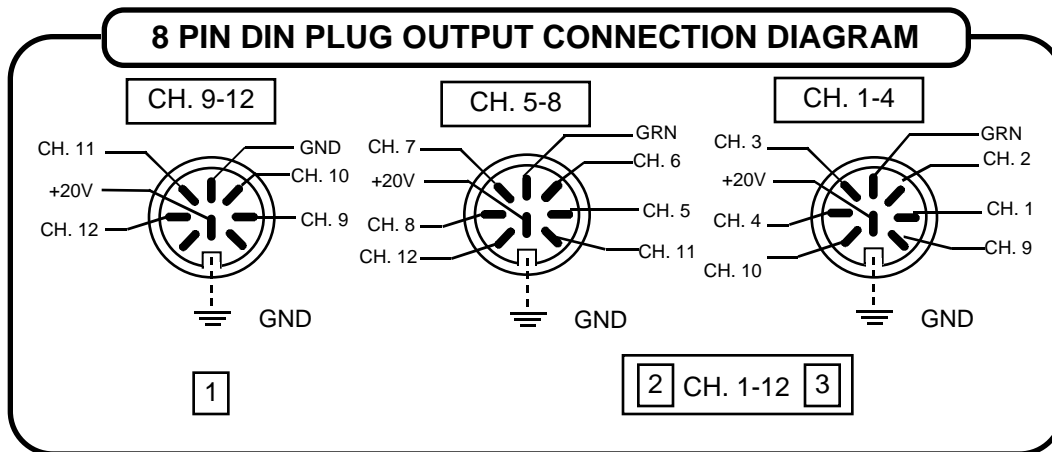 8 PIN DIN PLUG OUTPUT CONNECTION DIAGRAM
CH. 9-12
CH. 11
GND
+20V
CH. 10
CH. 12
CH. 9
GND
1
CH. 5-8
CH. 7
GRN
CH. 6
+20V
CH. 8
CH. 5
CH. 12
CH. 11
GND
CH. 1-4
CH. 3
GRN
CH. 2
+20V
CH. 4
CH. 1
CH. 10
CH. 9
GND
2 CH. 1-12 3